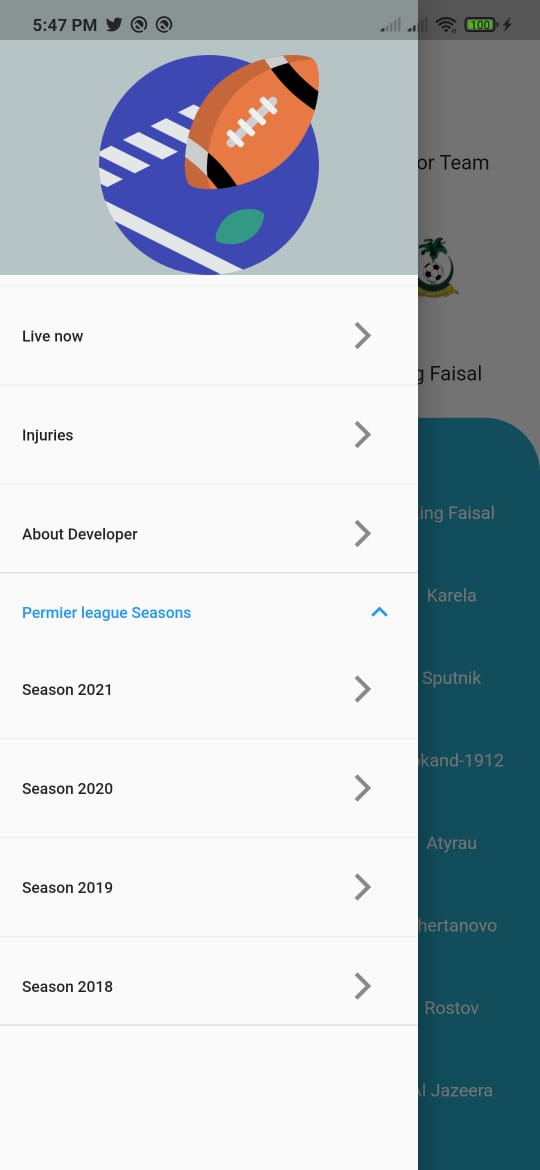 5:47 PM
100
or Team
g Faisal
Live now
Injuries
About Developer
Permier league Seasons
Season 2021
Season 2020
Season 2019
Season 2018
ing Faisal
Karela
Sputnik
kand-1912
Atyrau
hertanovo
Rostov
l Jazeera